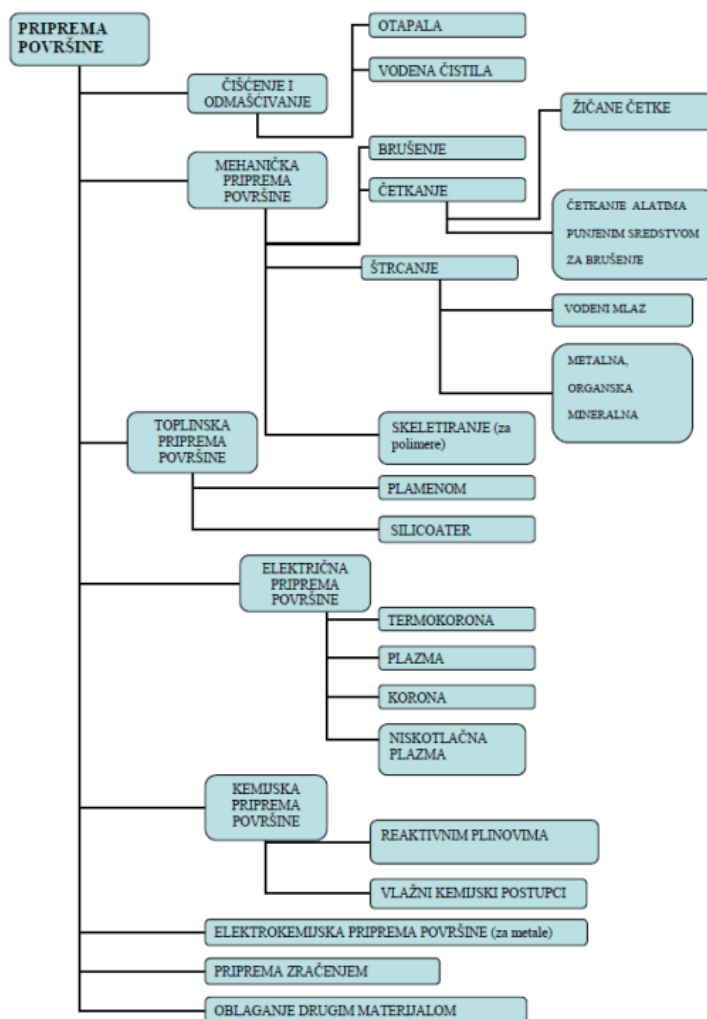 PRIPREMA
POVRŠINE
ČIŠĆENJE I
ODMAŠĆIVANJE
OTAPALA
VODENA ČISTILA
MEHANIČKA
PRIPREMA
POVRŠINE
BRUŠENJE
ČETKANJE
ŽIČANE ČETKE
ČETKANJE ALATIMA
PUNJENIM SREDSTVOM
ZA BRUŠENJE
ŠTRCANJE
VODENI MLAZ
METALNA,
ORGANSKA
MINERALNA
SKELETIRANJE (za
polimere)
TOPLINSKA
PRIPREMA
POVRŠINE
PLAMENOM
SILICOATER
ELEKTRIČNA
PRIPREMA
POVRŠINE
TERMOKORONA
PLAZMA
KORONA
NISKOTLAČNA
PLAZMA
KEMIJSKA
PRIPREMA
POVRŠINE
REAKTIVNIM PLINOVIMA
VLAŽNI KEMIJSKI POSTUPCI
ELEKTROKEMIJSKA PRIPREMA POVRŠINE (za metale)
PRIPREMA ZRAČENJEM
OBLAGANJE DRUGIM MATERIJALOM